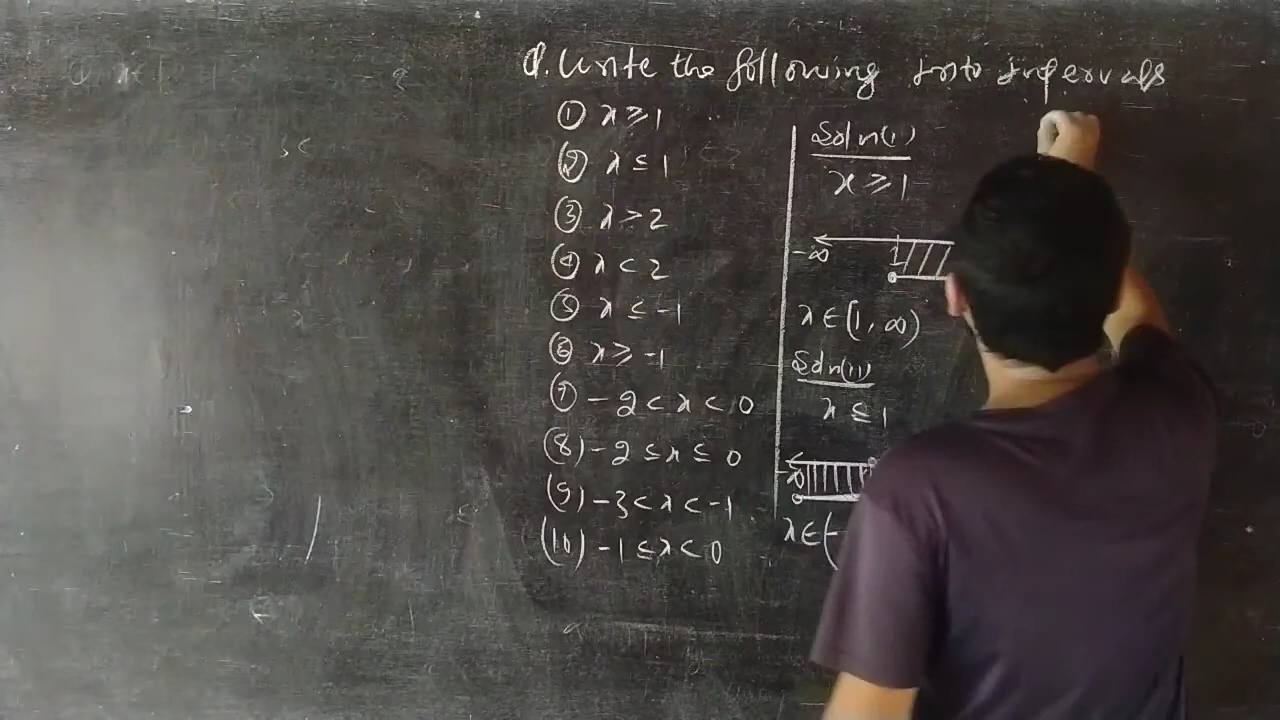 Q. Write the following into intervals
① x ≥ 1
② x ≤ 1
③ x > 2
④ x < 2
⑤ x ≤ -1
⑥ x ≥ -1
⑦ -2 < x < 0
(8) -2 ≤ x ≤ 0
(9) -3 < x < -1
(10) -1 ≤ x < 0
Soln(i)
x ≥ 1
-∞ 1
x ∈ [1, ∞)
Soln(ii)
x ≤ 1
-∞
x ∈ (-